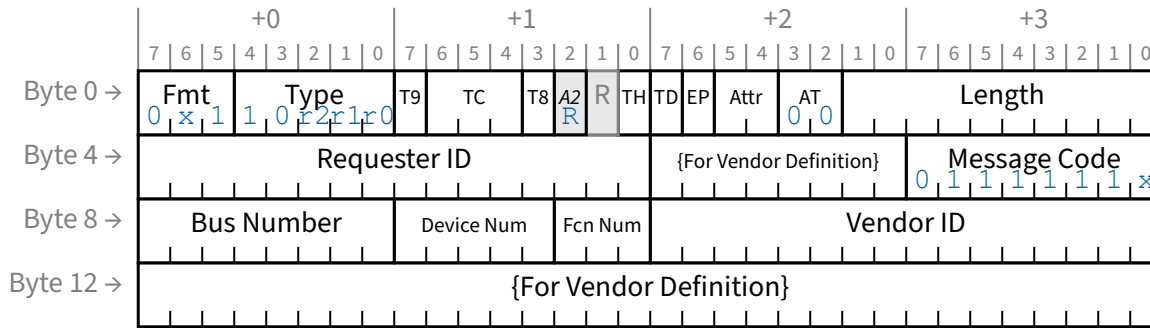 +0 +1 +2 +3
7 6 5 4 3 2 1 0 7 6 5 4 3 2 1 0 7 6 5 4 3 2 1 0 7 6 5 4 3 2 1 0
Byte 0 → Fmt Type T9 TC T8 A2 R TH TD EP Attr AT Length
0 x 1 1 0 r2 r1 r0 R 0 0
Byte 4 → Requester ID {For Vendor Definition} Message Code
0 1 1 1 1 1 1 x
Byte 8 → Bus Number Device Num Fcn Num Vendor ID
Byte 12 → {For Vendor Definition}